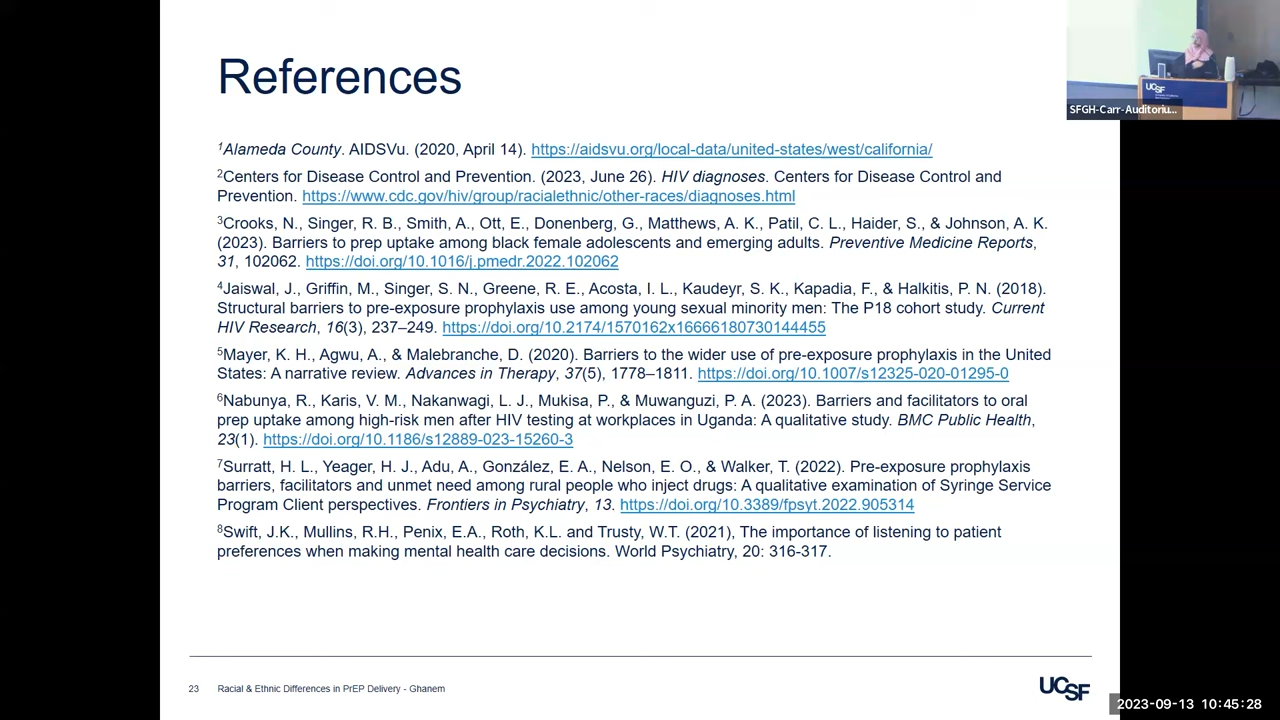 References
UCSF
SFGH-Carr-Auditoriu...
¹Alameda County. AIDSVu. (2020, April 14). https://aidsvu.org/local-data/united-states/west/california/
²Centers for Disease Control and Prevention. (2023, June 26). HIV diagnoses. Centers for Disease Control and
Prevention. https://www.cdc.gov/hiv/group/racialethnic/other-races/diagnoses.html
³Crooks, N., Singer, R. B., Smith, A., Ott, E., Donenberg, G., Matthews, A. K., Patil, C. L., Haider, S., & Johnson, A. K.
(2023). Barriers to prep uptake among black female adolescents and emerging adults. Preventive Medicine Reports,
31, 102062. https://doi.org/10.1016/j.pmedr.2022.102062
⁴Jaiswal, J., Griffin, M., Singer, S. N., Greene, R. E., Acosta, I. L., Kaudeyr, S. K., Kapadia, F., & Halkitis, P. N. (2018).
Structural barriers to pre-exposure prophylaxis use among young sexual minority men: The P18 cohort study. Current
HIV Research, 16(3), 237–249. https://doi.org/10.2174/1570162x16666180730144455
⁵Mayer, K. H., Agwu, A., & Malebranche, D. (2020). Barriers to the wider use of pre-exposure prophylaxis in the United
States: A narrative review. Advances in Therapy, 37(5), 1778–1811. https://doi.org/10.1007/s12325-020-01295-0
⁶Nabunya, R., Karis, V. M., Nakanwagi, L. J., Mukisa, P., & Muwanguzi, P. A. (2023). Barriers and facilitators to oral
prep uptake among high-risk men after HIV testing at workplaces in Uganda: A qualitative study. BMC Public Health,
23(1). https://doi.org/10.1186/s12889-023-15260-3
⁷Surratt, H. L., Yeager, H. J., Adu, A., González, E. A., Nelson, E. O., & Walker, T. (2022). Pre-exposure prophylaxis
barriers, facilitators and unmet need among rural people who inject drugs: A qualitative examination of Syringe Service
Program Client perspectives. Frontiers in Psychiatry, 13. https://doi.org/10.3389/fpsyt.2022.905314
⁸Swift, J.K., Mullins, R.H., Penix, E.A., Roth, K.L. and Trusty, W.T. (2021), The importance of listening to patient
preferences when making mental health care decisions. World Psychiatry, 20: 316-317.
23 Racial & Ethnic Differences in PrEP Delivery - Ghanem
UCSF
2023-09-13 10:45:28